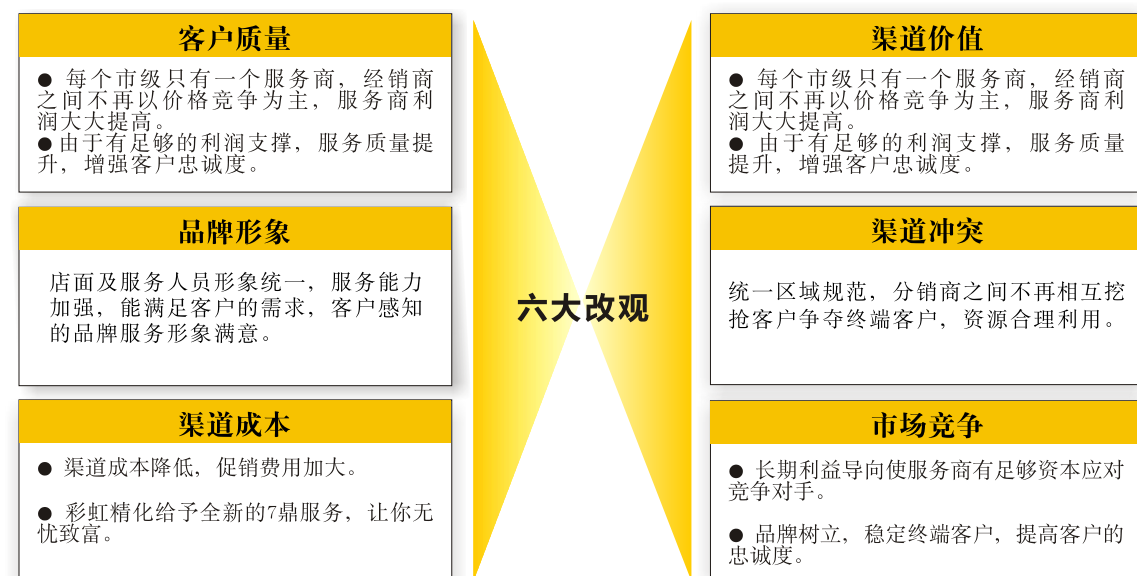 客户质量
● 每个市级只有一个服务商，经销商
之间不再以价格竞争为主，服务商利
润大大提高。
●由于有足够的利润支撑，服务质量提
升，增强客户忠诚度。
品牌形象
店面及服务人员形象统一，服务能力
加强，能满足客户的需求，客户感知
的品牌服务形象满意。
渠道成本
● 渠道成本降低，促销费用加大。
● 彩虹精化给予全新的7鼎服务，让你无
忧致富。
六大改观
渠道价值
● 每个市级只有一个服务商，经销商
之间不再以价格竞争为主，服务商利
润大大提高。
● 由于有足够的利润支撑，服务质量
提升，增强客户忠诚度。
渠道冲突
统一区域规范，分销商之间不再相互挖
抢客户争夺终端客户，资源合理利用。
市场竞争
● 长期利益导向使服务商有足够资本应对
竞争对手。
● 品牌树立，稳定终端客户，提高客户的
忠诚度。